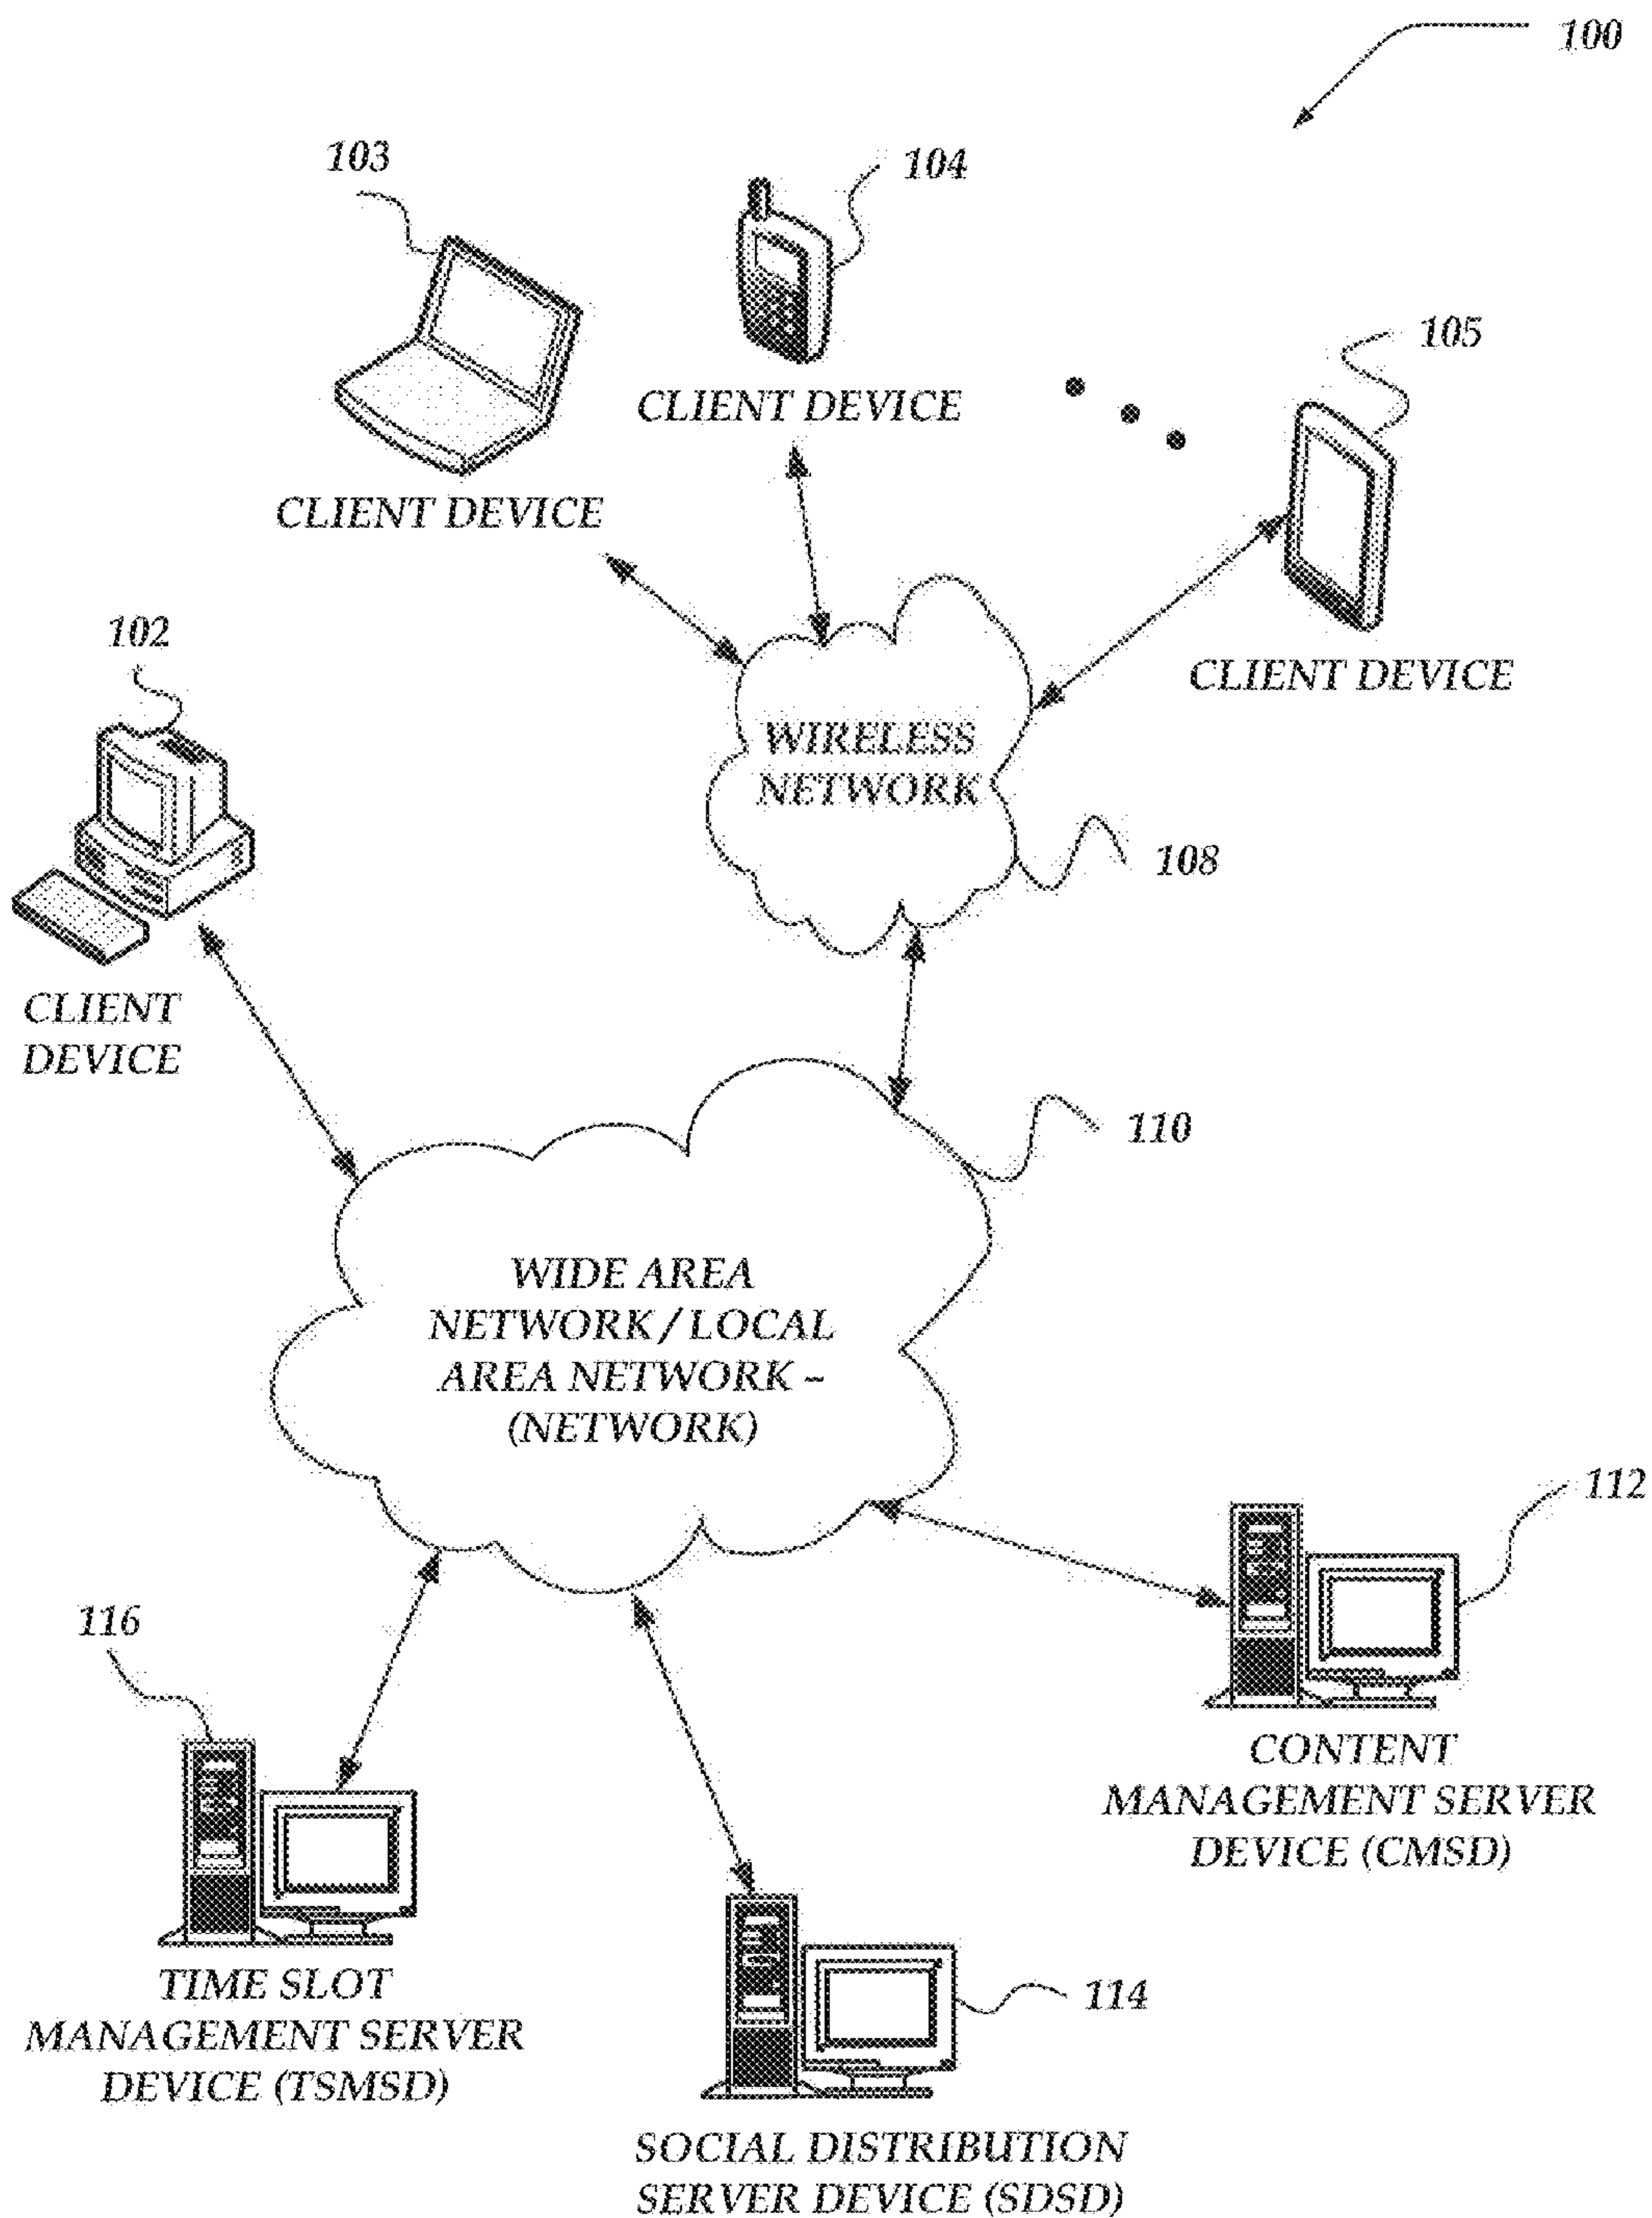 100
103
104
105
CLIENT DEVICE
CLIENT DEVICE
102
CLIENT DEVICE
WIRELESS
NETWORK
108
CLIENT
DEVICE
110
WIDE AREA
NETWORK / LOCAL
AREA NETWORK –
(NETWORK)
112
116
CONTENT
MANAGEMENT SERVER
DEVICE (CMSD)
TIME SLOT
MANAGEMENT SERVER
DEVICE (TSMSD)
114
SOCIAL DISTRIBUTION
SERVER DEVICE (SDSD)